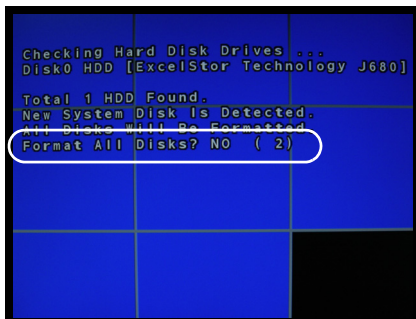 Checking Hard Disk Drives ...
Disk0 HDD [ExcelStor Technology J680]
Total 1 HDD Found.
New System Disk Is Detected.
All Disks Will Be Formatted
Format All Disks? NO ( 2)